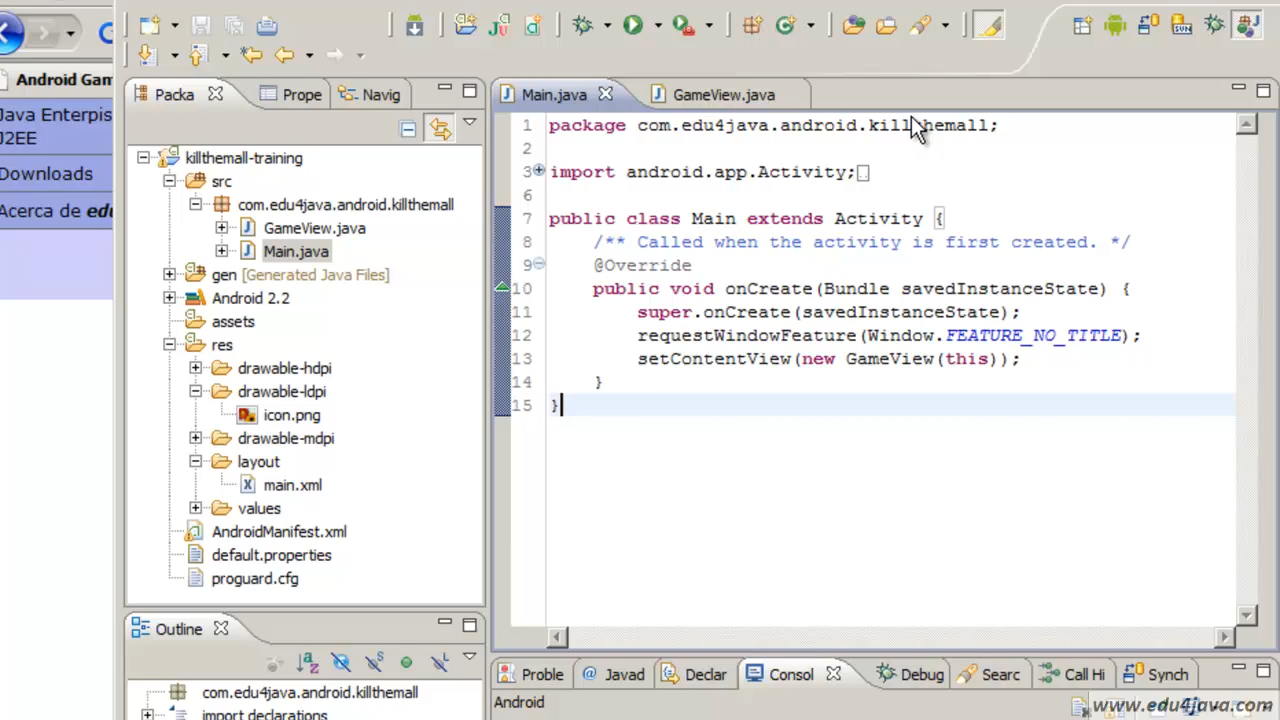 Android Gam
Java Enterpis
J2EE
Downloads
Acerca de edu
Packa
Prope
Navig
killthemall-training
src
com.edu4java.android.killthemall
GameView.java
Main.java
gen [Generated Java Files]
Android 2.2
assets
res
drawable-hdpi
drawable-ldpi
icon.png
drawable-mdpi
layout
main.xml
values
AndroidManifest.xml
default.properties
proguard.cfg
Outline
com.edu4java.android.killthemall
import declarations
Main.java
GameView.java
1 package com.edu4java.android.killthemall;
2
3 import android.app.Activity;
6
7 public class Main extends Activity {
8 /** Called when the activity is first created. */
9 @Override
10 public void onCreate(Bundle savedInstanceState) {
11 super.onCreate(savedInstanceState);
12 requestWindowFeature(Window.FEATURE_NO_TITLE);
13 setContentView(new GameView(this));
14 }
15 }
Proble
@ Javad
Declar
Consol
Debug
Searc
Call Hi
Synch
Android
www.edu4java.com